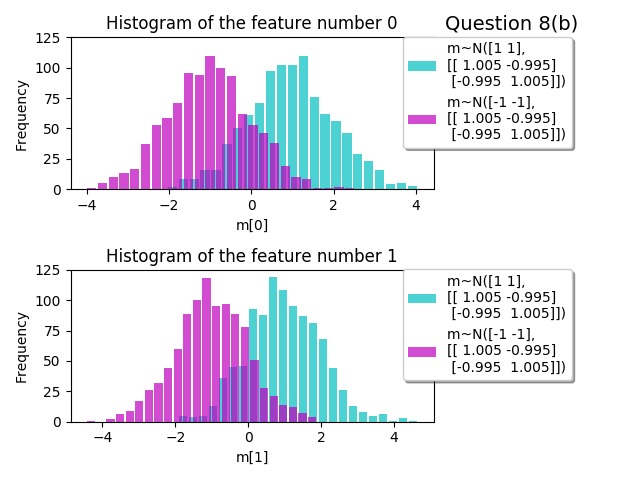 Question 8(b)
Histogram of the feature number 0
125
100
75
50
25
0
Frequency
−4 −2 0 2 4
m[0]
m~N([1 1],
[[ 1.005 -0.995]
[-0.995 1.005]])
m~N([-1 -1],
[[ 1.005 -0.995]
[-0.995 1.005]])
Histogram of the feature number 1
125
100
75
50
25
0
Frequency
−4 −2 0 2 4
m[1]
m~N([1 1],
[[ 1.005 -0.995]
[-0.995 1.005]])
m~N([-1 -1],
[[ 1.005 -0.995]
[-0.995 1.005]])